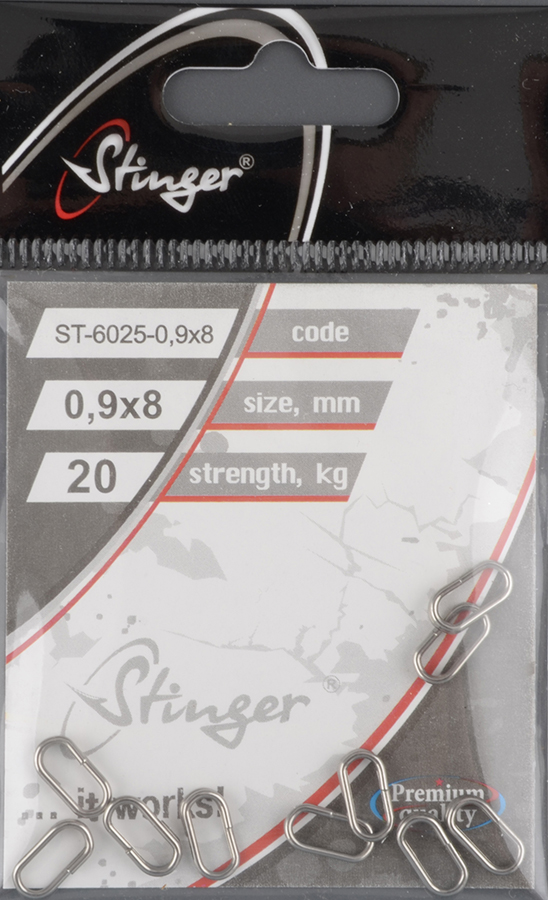 Stinger®
ST-6025-0,9x8 code
0,9x8 size, mm
20 strength, kg
Stinger®
... it works!
Premium
quality